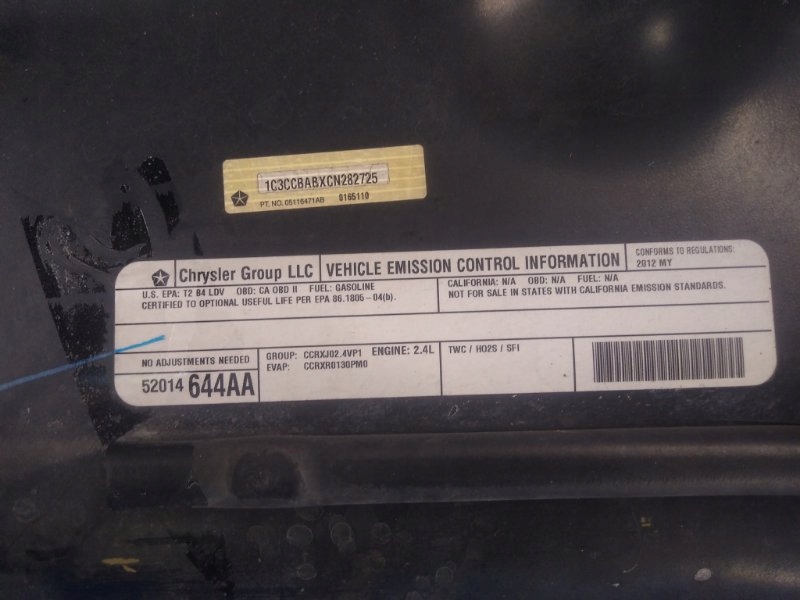 1C3CCBABXCN282725
PT. NO. 05116471AB 0165110
Chrysler Group LLC VEHICLE EMISSION CONTROL INFORMATION CONFORMS TO REGULATIONS:
2012 MY
U.S. EPA: T2 B4 LDV OBD: CA OBD II FUEL: GASOLINE
CERTIFIED TO OPTIONAL USEFUL LIFE PER EPA 86.1805-04(b).
CALIFORNIA: N/A OBD: N/A FUEL: N/A
NOT FOR SALE IN STATES WITH CALIFORNIA EMISSION STANDARDS.
NO ADJUSTMENTS NEEDED
52014 644AA
GROUP: CCRXJ02.4VP1 ENGINE: 2.4L
EVAP: CCRXR0130PM0
TWC / HO2S / SFI